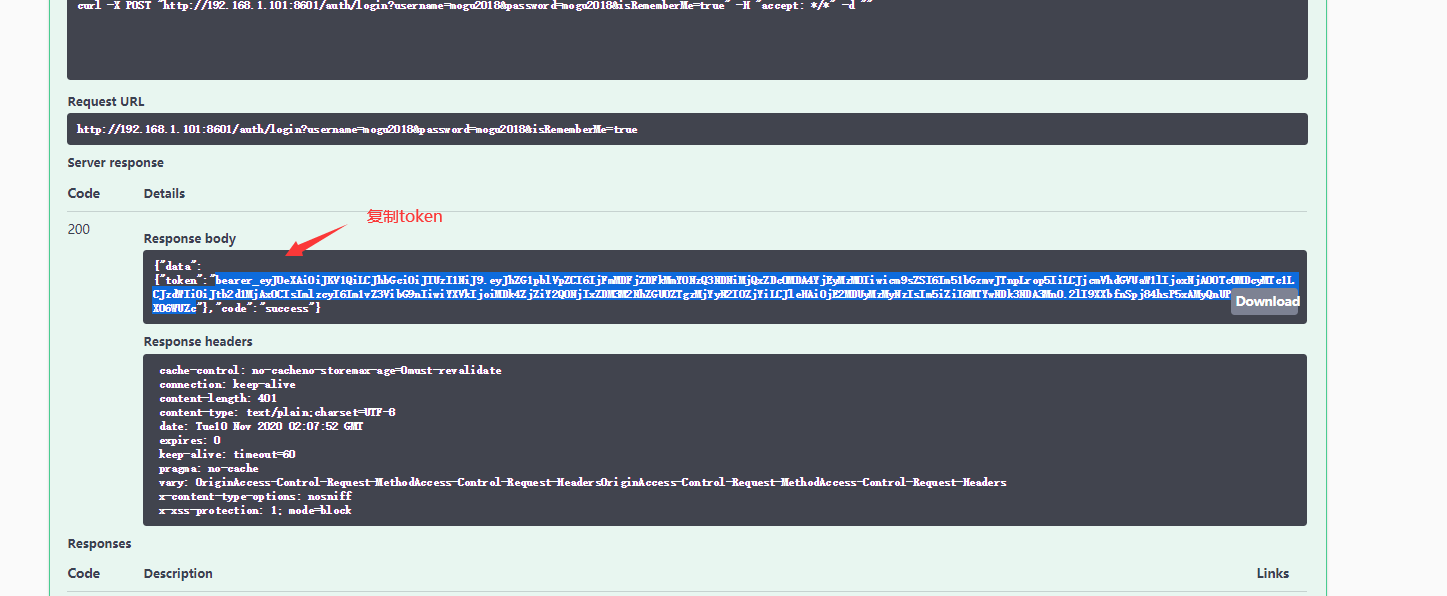 curl -X POST "http://192.168.1.101:8601/auth/login?username=mogu2018&password=mogu2018&isRememberMe=true" -H "accept: */*" -d ""
Request URL
http://192.168.1.101:8601/auth/login?username=mogu2018&password=mogu2018&isRememberMe=true
Server response
Code Details
复制token
200
Response body
{"data":
{"token":"
Download
"},"code":"success"}
Response headers
cache-control: no-cacheno-storemax-age=0must-revalidate
connection: keep-alive
content-length: 401
content-type: text/plain;charset=UTF-8
date: Tue10 Nov 2020 02:07:52 GMT
expires: 0
keep-alive: timeout=60
pragma: no-cache
vary: OriginAccess-Control-Request-MethodAccess-Control-Request-HeadersOriginAccess-Control-Request-MethodAccess-Control-Request-Headers
x-content-type-options: nosniff
x-xss-protection: 1; mode=block
Responses
Code Description Links